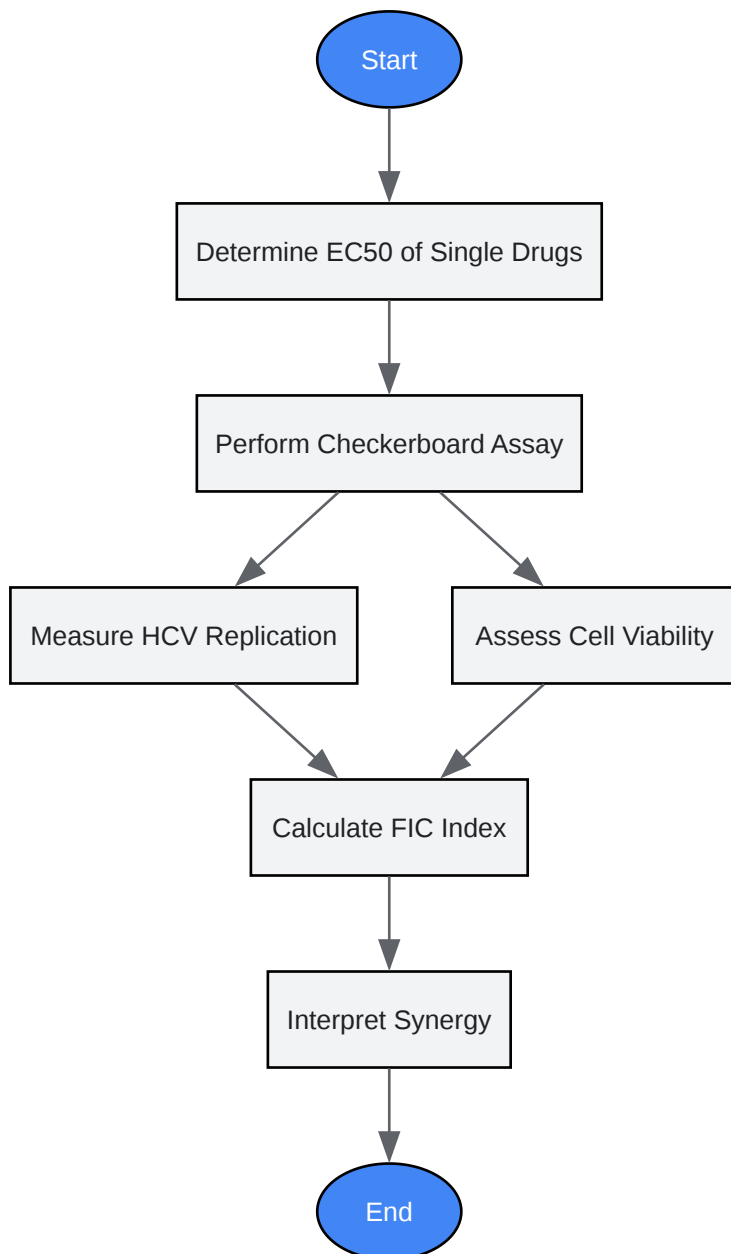 Start
Determine EC50 of Single Drugs
Perform Checkerboard Assay
Measure HCV Replication
Assess Cell Viability
Calculate FIC Index
Interpret Synergy
End